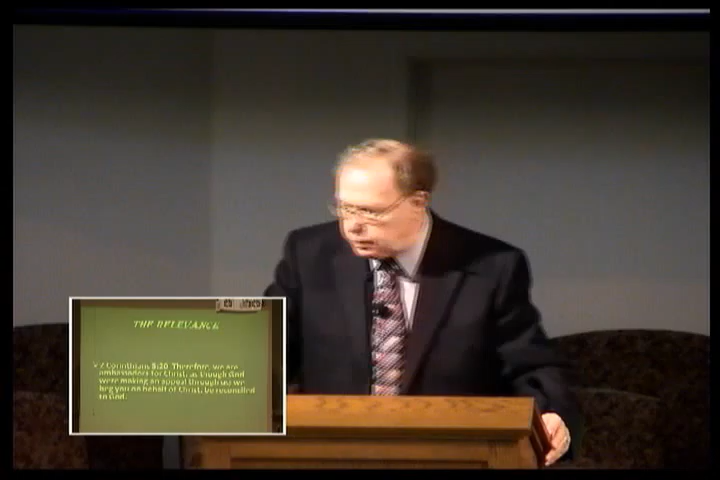 THE RELEVANCE
2 Corinthians 5:20 Therefore, we are
ambassadors for Christ, as though God
were making an appeal through us; we
beg you on behalf of Christ, be reconciled
to God.